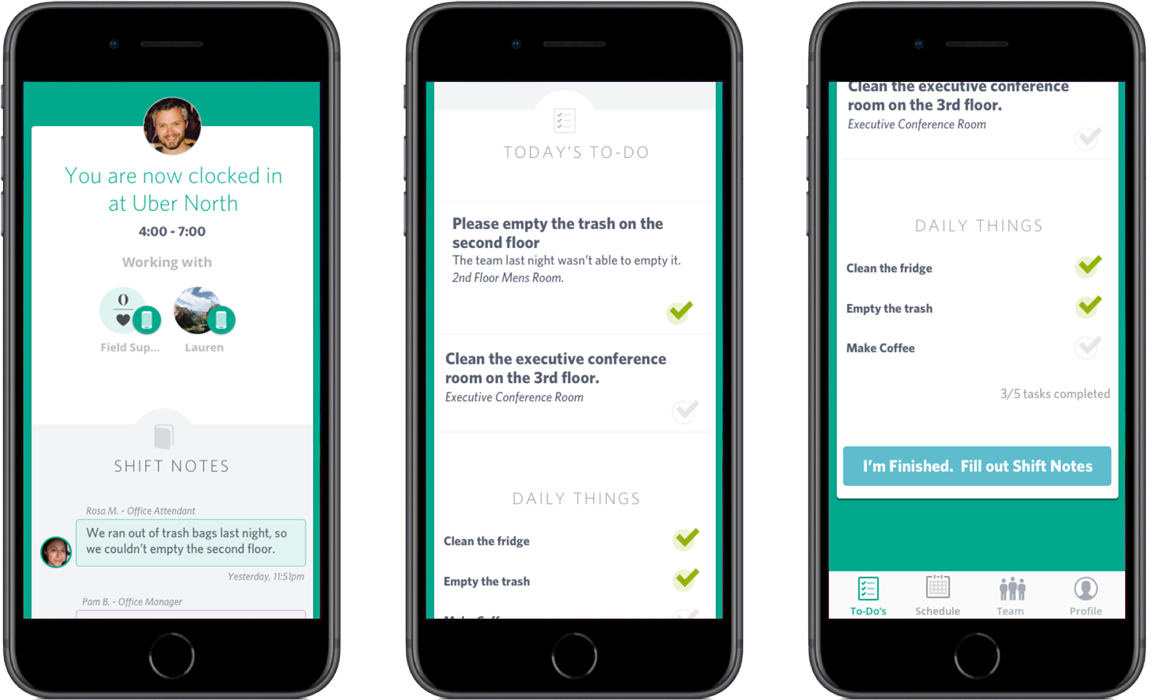 You are now clocked in
at Uber North
4:00 - 7:00
Working with
0
Field Sup...
Lauren
SHIFT NOTES
Rosa M. - Office Attendant
We ran out of trash bags last night, so
we couldn't empty the second floor.
Yesterday, 11:51pm
Pam B. - Office Manager
TODAY'S TO-DO
Please empty the trash on the
second floor
The team last night wasn't able to empty it.
2nd Floor Mens Room.
Clean the executive conference
room on the 3rd floor.
Executive Conference Room
DAILY THINGS
Clean the fridge
Empty the trash
Make Coffee
Clean the executive conference
room on the 3rd floor.
Executive Conference Room
DAILY THINGS
Clean the fridge
Empty the trash
Make Coffee
3/5 tasks completed
I'm Finished. Fill out Shift Notes
To-Do's
Schedule
Team
Profile